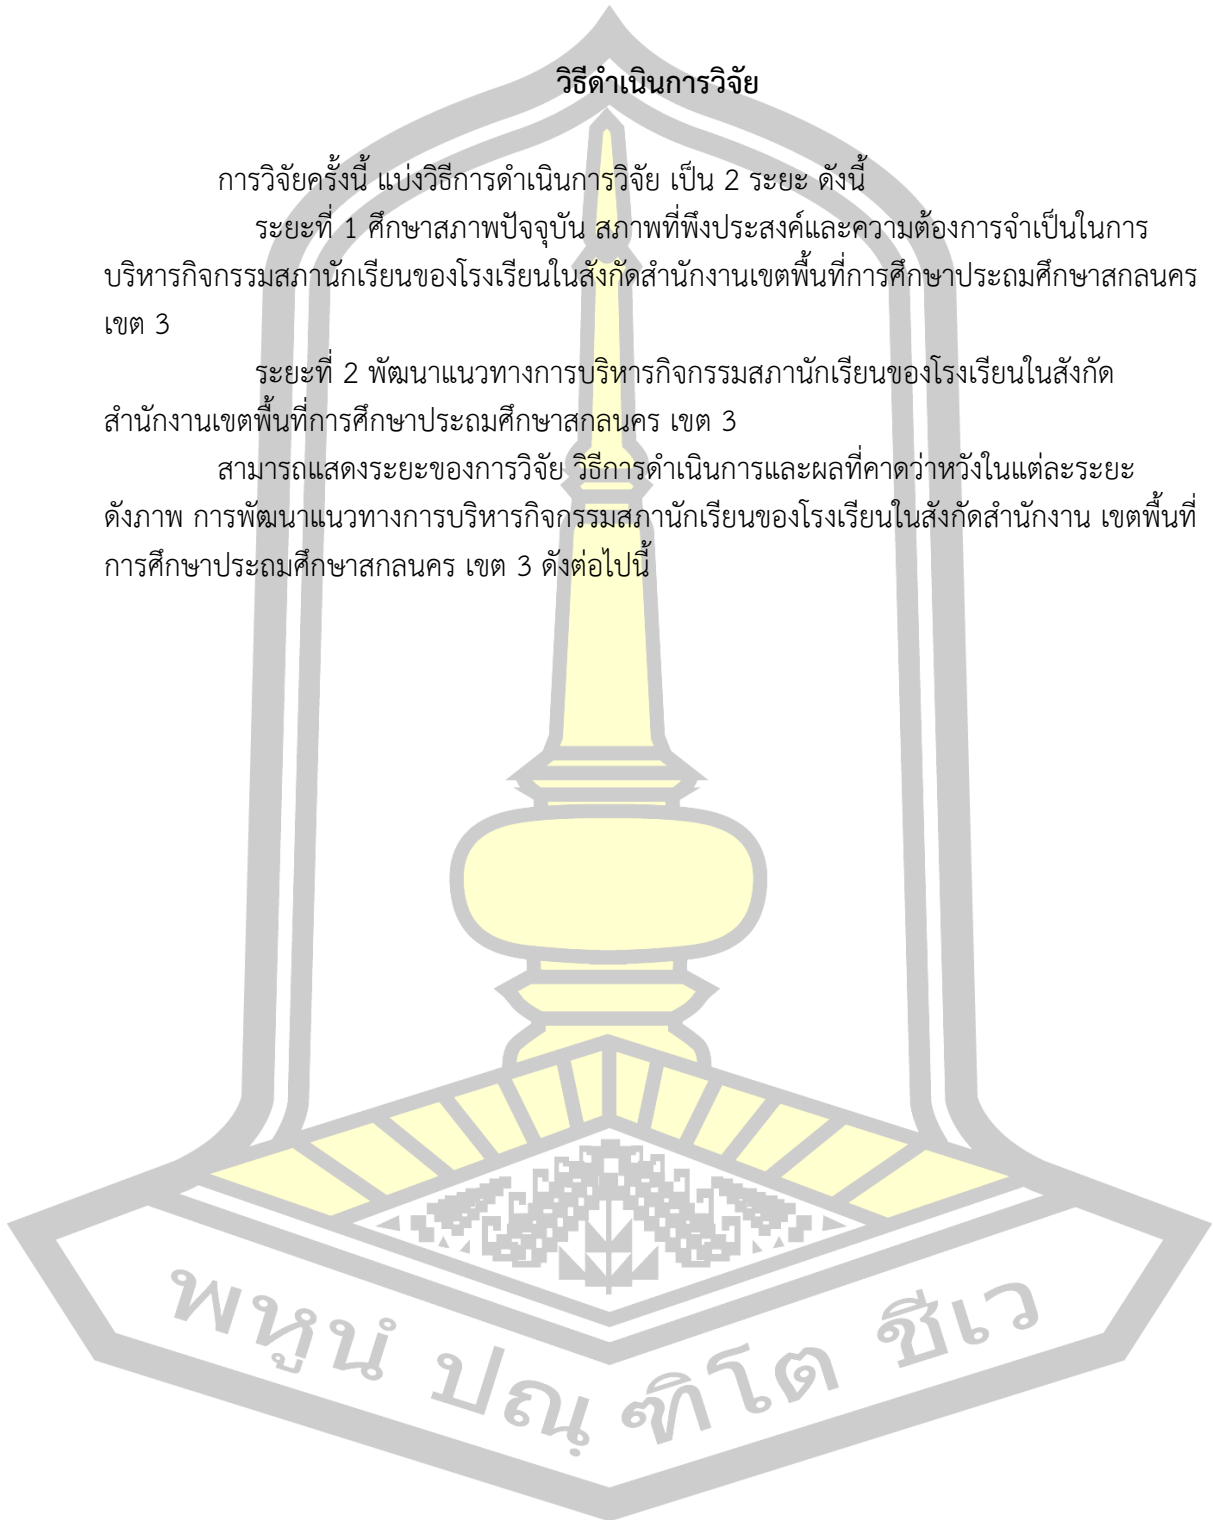 วิธีดำเนินการวิจัย
การวิจัยครั้งนี้ แบ่งวิธีการดำเนินการวิจัย เป็น 2 ระยะ ดังนี้
ระยะที่ 1 ศึกษาสภาพปัจจุบัน สภาพที่พึงประสงค์และความต้องการจำเป็นในการ
บริหารกิจกรรมสภานักเรียนของโรงเรียนในสังกัดสำนักงานเขตพื้นที่การศึกษาประถมศึกษาสกลนคร
เขต 3
ระยะที่ 2 พัฒนาแนวทางการบริหารกิจกรรมสภานักเรียนของโรงเรียนในสังกัด
สำนักงานเขตพื้นที่การศึกษาประถมศึกษาสกลนคร เขต 3
สามารถแสดงระยะของการวิจัย วิธีการดำเนินการและผลที่คาดว่าหวังในแต่ละระยะ
ดังภาพ การพัฒนาแนวทางการบริหารกิจกรรมสภานักเรียนของโรงเรียนในสังกัดสำนักงาน เขตพื้นที่
การศึกษาประถมศึกษาสกลนคร เขต 3 ดังต่อไปนี้
พหูนํ ปณฺ ฑิโต ชีเว